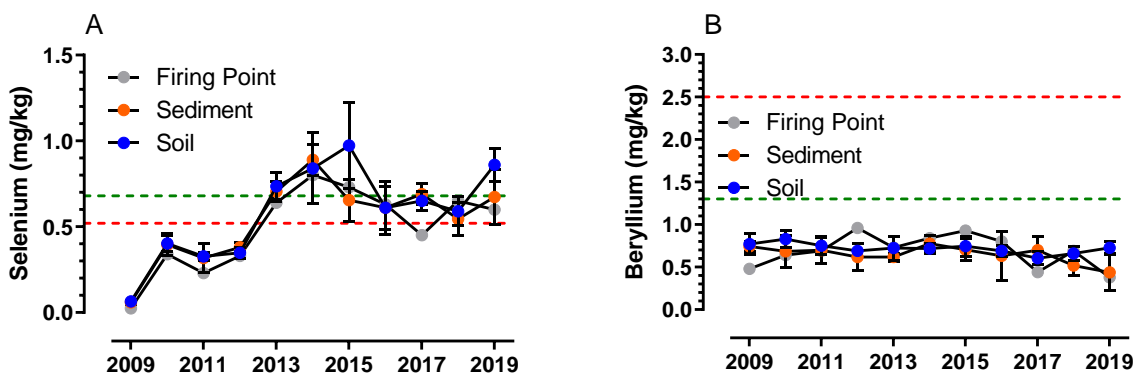 A
Selenium (mg/kg)
1.5
1.0
0.5
0.0
Firing Point
Sediment
Soil
2009 2011 2013 2015 2017 2019
B
Beryllium (mg/kg)
3.0
2.5
2.0
1.5
1.0
0.5
0.0
Firing Point
Sediment
Soil
2009 2011 2013 2015 2017 2019